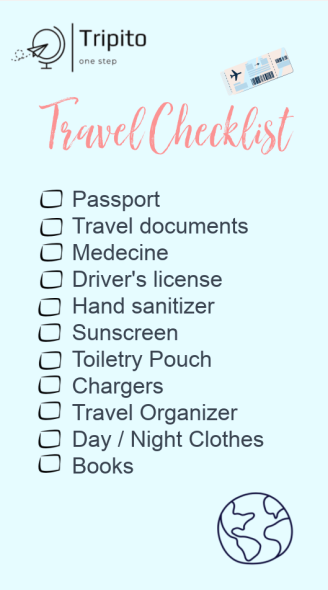 Tripito
one step
Travel Checklist
Passport
Travel documents
Medecine
Driver's license
Hand sanitizer
Sunscreen
Toiletry Pouch
Chargers
Travel Organizer
Day / Night Clothes
Books